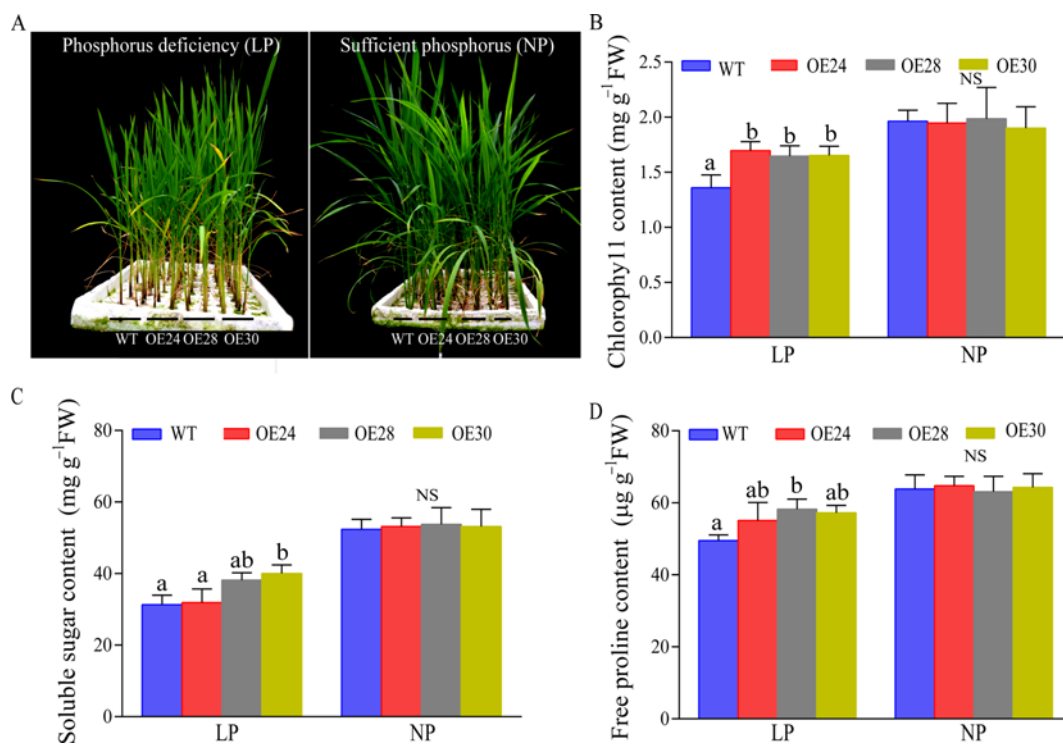 A
Phosphorus deficiency (LP)
Sufficient phosphorus (NP)
WT OE24 OE28 OE30
WT OE24 OE28 OE30
B
WT OE24 OE28 OE30
NS
Chlorophy11 content (mg g⁻¹FW)
2.5
2.0
1.5
1.0
0.5
0.0
a b b b
LP NP
C
WT OE24 OE28 OE30
NS
Soluble sugar content (mg g⁻¹FW)
80
60
40
20
0
a a ab b
LP NP
D
WT OE24 OE28 OE30
NS
Free proline content (μg g⁻¹FW)
80
60
40
20
0
a ab b ab
LP NP